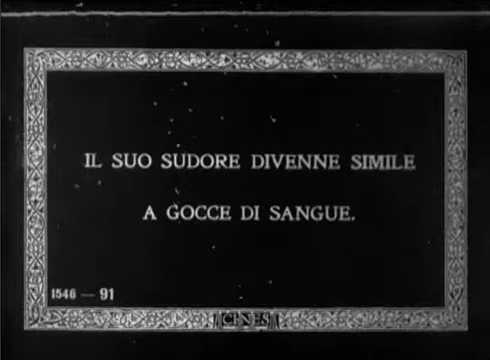 IL SUO SUDORE DIVENNE SIMILE
A GOCCE DI SANGUE.
1546 — 91
CINES